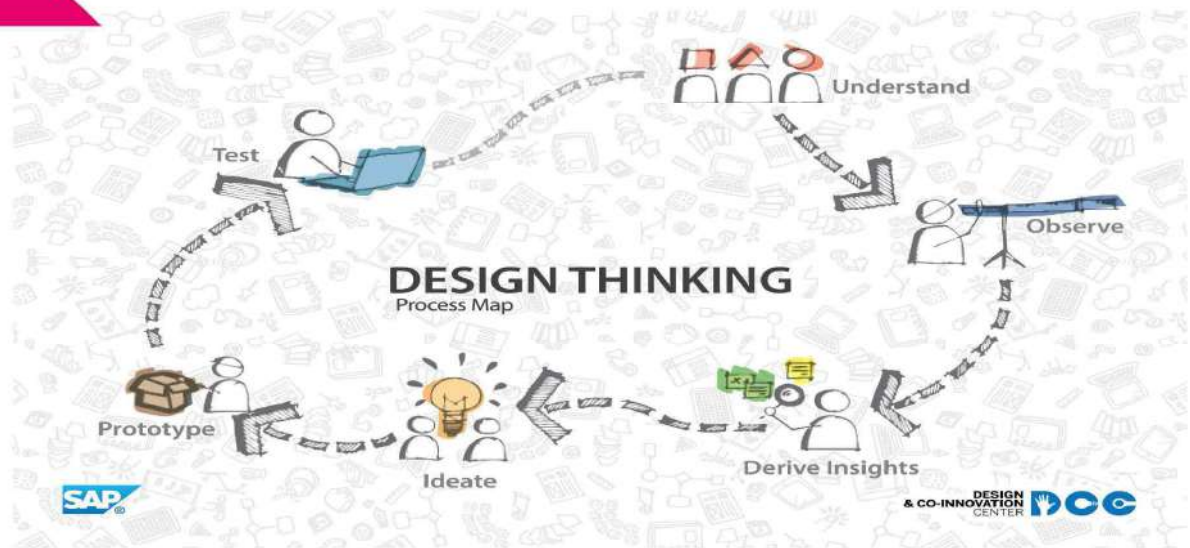 DESIGN THINKING
Process Map
Understand
Observe
Derive Insights
Ideate
Prototype
Test
SAP
DESIGN
& CO-INNOVATION
CENTER
DCC